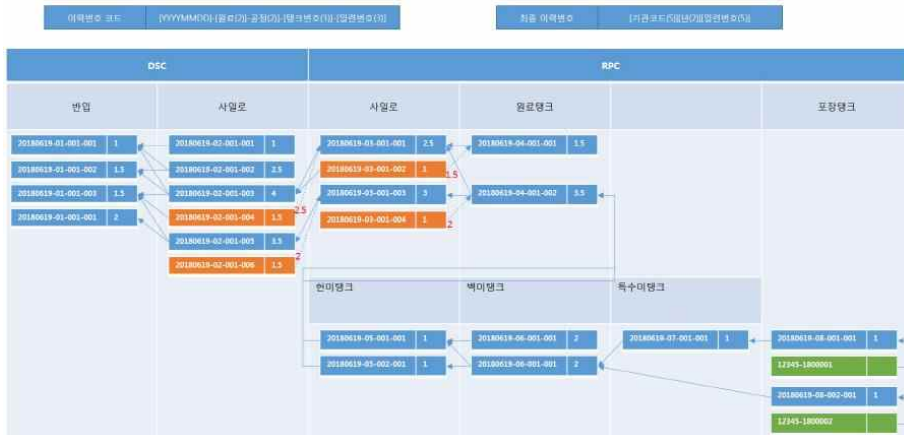 이력번호 코드 [YYYYMMDD]-[원료(2)]-공정(2)]-[탱크번호(3)]-[일련번호(3)]
최종 이력번호 [기관코드(5)][년(2)][일련번호(5)]
DSC RPC
반입 사일로 사일로 원료탱크 포장탱크
20180619-01-001-001 1 20180619-02-001-001 1 20180619-03-001-001 2.5 20180619-04-001-001 1.5
20180619-01-001-002 1.5 20180619-02-001-002 2.5 20180619-03-001-002 1 1.5
20180619-01-001-003 1.5 20180619-02-001-003 4 20180619-03-001-003 3 20180619-04-001-002 3.5
20180619-01-001-001 2 20180619-02-001-004 1.5 2.5 20180619-03-001-004 1 2
20180619-02-001-005 3.5
20180619-02-001-006 1.5 2
현미탱크 백미탱크 특수미탱크
20180619-05-001-001 1 20180619-06-001-001 2 20180619-07-001-001 1 20180619-08-001-001 1
20180619-05-002-001 1 20180619-06-001-001 2 12345-1800001
20180619-08-002-001 1
12345-1800002